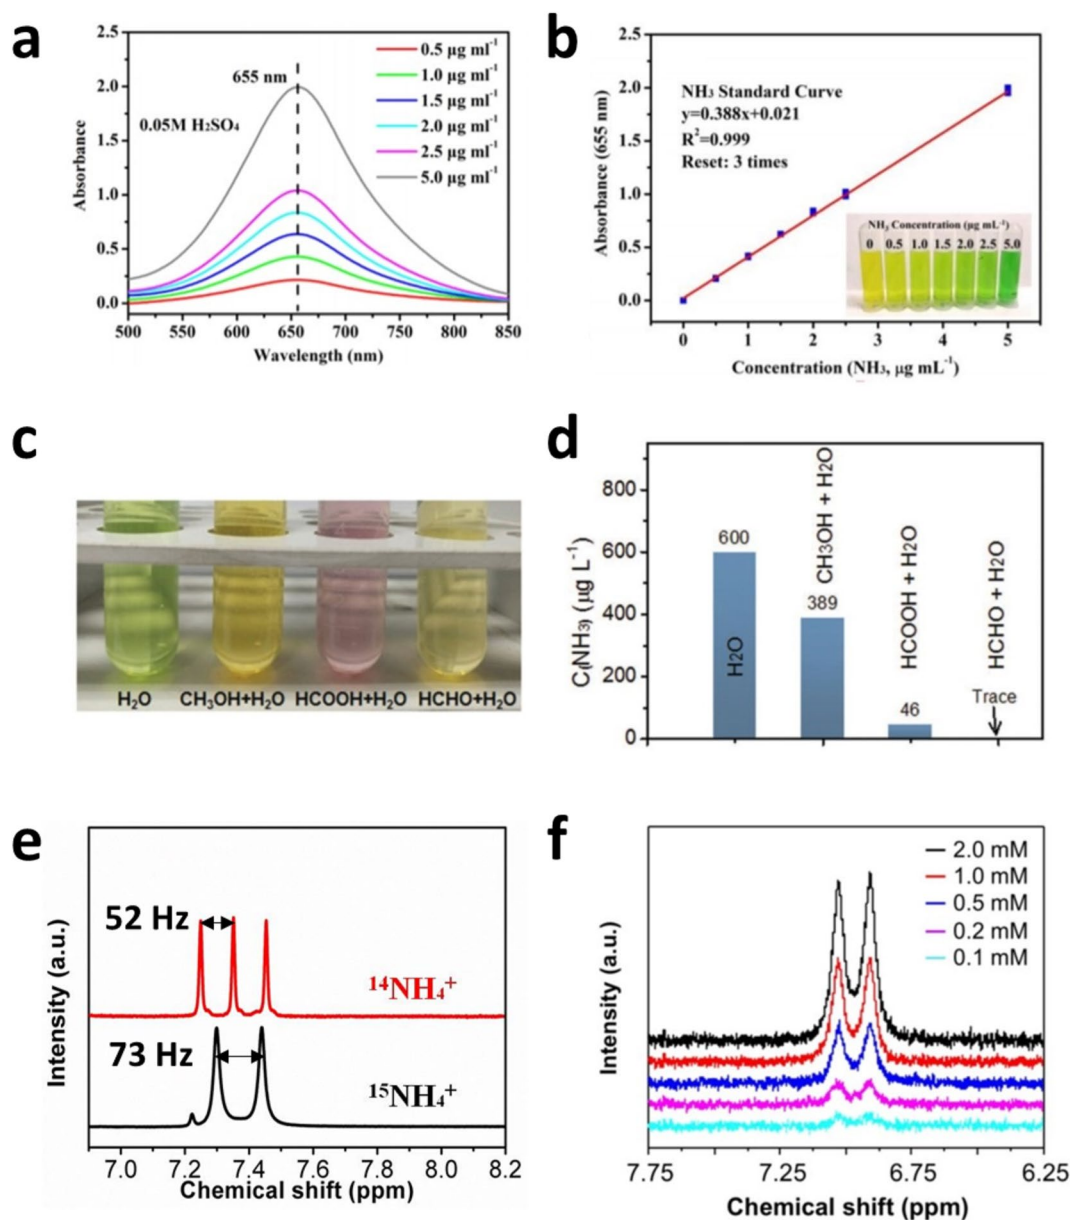 a
2.5
2.0
1.5
1.0
0.5
0.0
Absorbance
655 nm
0.05M H₂SO₄
0.5 μg ml⁻¹
1.0 μg ml⁻¹
1.5 μg ml⁻¹
2.0 μg ml⁻¹
2.5 μg ml⁻¹
5.0 μg ml⁻¹
500 550 600 650 700 750 800 850
Wavelength (nm)
b
2.5
2.0
1.5
1.0
0.5
0.0
Absorbance (655 nm)
NH₃ Standard Curve
y=0.388x+0.021
R²=0.999
Reset: 3 times
NH₃ Concentration (μg mL⁻¹)
0 0.5 1.0 1.5 2.0 2.5 5.0
0 1 2 3 4 5
Concentration (NH₃, μg mL⁻¹)
c
H₂O CH₃OH+H₂O HCOOH+H₂O HCHO+H₂O
d
800
600
400
200
0
C(NH₃) (μg L⁻¹)
600
H2O
389
CH3OH + H2O
46
HCOOH + H2O
Trace
HCHO + H2O
e
Intensity (a.u.)
52 Hz
¹⁴NH₄⁺
73 Hz
¹⁵NH₄⁺
7.0 7.2 7.4 7.6 7.8 8.0 8.2
Chemical shift (ppm)
f
Intensity (a.u.)
2.0 mM
1.0 mM
0.5 mM
0.2 mM
0.1 mM
7.75 7.25 6.75 6.25
Chemical shift (ppm)